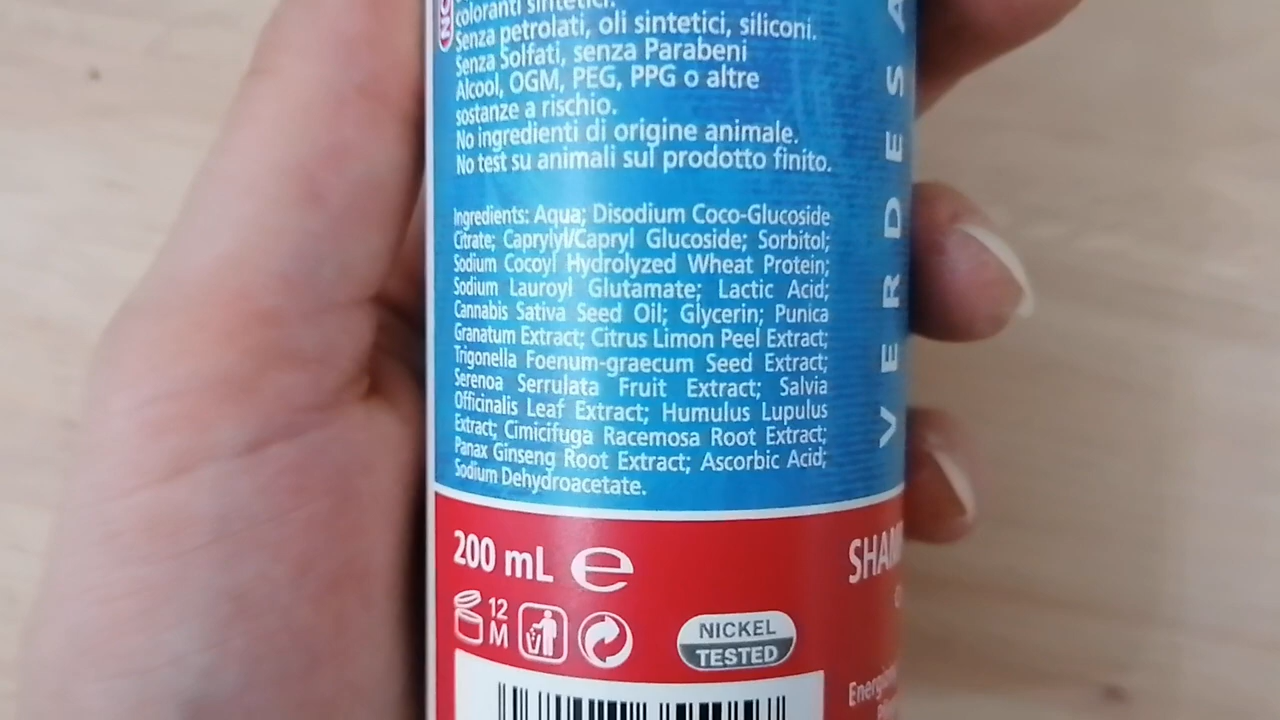 coloranti sintetici.
Senza petrolati, oli sintetici, siliconi.
Senza Solfati, senza Parabeni
Alcool, OGM, PEG, PPG o altre
sostanze a rischio.
No ingredienti di origine animale.
No test su animali sul prodotto finito.
Ingredients: Aqua; Disodium Coco-Glucoside
Citrate; Caprylyl/Capryl Glucoside; Sorbitol;
Sodium Cocoyl Hydrolyzed Wheat Protein;
Sodium Lauroyl Glutamate; Lactic Acid;
Cannabis Sativa Seed Oil; Glycerin; Punica
Granatum Extract; Citrus Limon Peel Extract;
Trigonella Foenum-graecum Seed Extract;
Serenoa Serrulata Fruit Extract; Salvia
Officinalis Leaf Extract; Humulus Lupulus
Extract; Cimicifuga Racemosa Root Extract;
Panax Ginseng Root Extract; Ascorbic Acid;
Sodium Dehydroacetate.
200 mL e
12
M
NICKEL
TESTED
VERDESA
SHAM